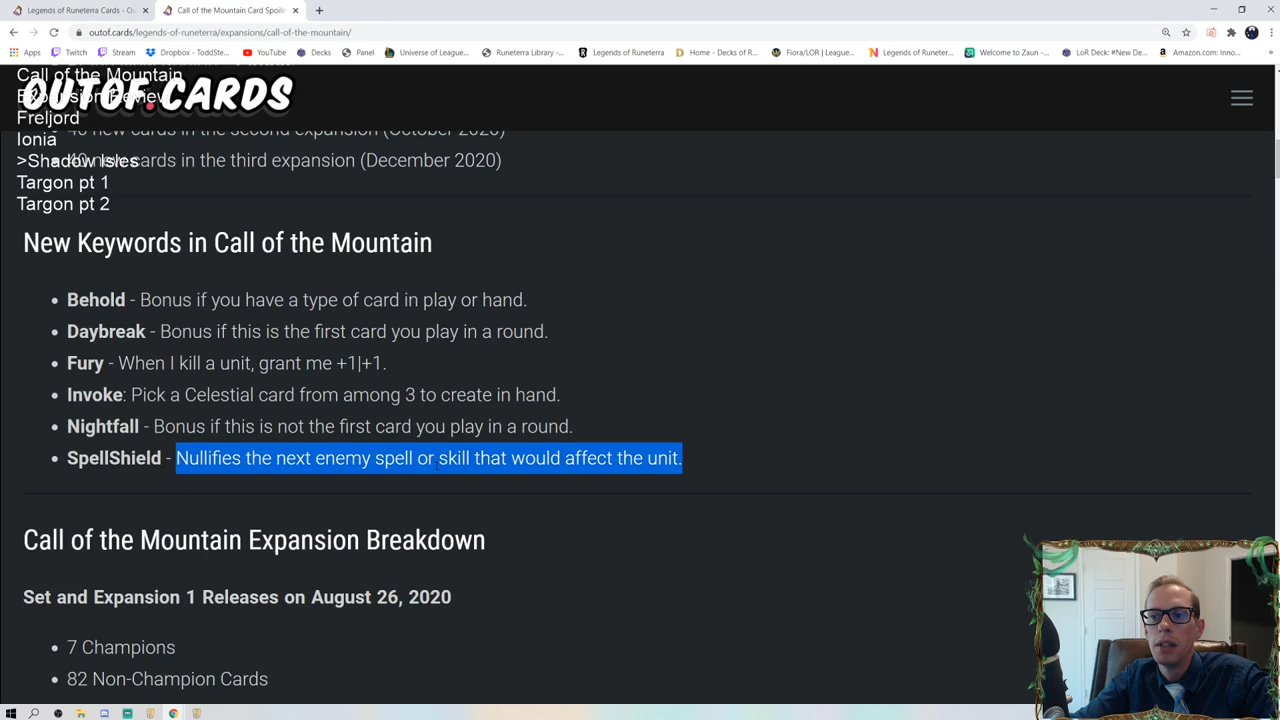 Legends of Runeterra Cards - Ou
Call of the Mountain Card Spoile
outof.cards/legends-of-runeterra/expansions/call-of-the-mountain/
Apps
Twitch
Stream
Dropbox - ToddSte...
YouTube
Decks
Panel
Universe of League...
Runeterra Library -...
Legends of Runeterra
Home - Decks of R...
Fiora/LOR | League...
Legends of Runeter...
Welcome to Zaun...
LoR Deck: #New De...
Amazon.com: Inno...
OUTOF.CARDS
Call of the Mountain
Expansion Review
Freljord
Ionia
>Shadow Isles
Targon pt 1
Targon pt 2
40 new cards in the second expansion (October 2020)
40 new cards in the third expansion (December 2020)
New Keywords in Call of the Mountain
Behold - Bonus if you have a type of card in play or hand.
Daybreak - Bonus if this is the first card you play in a round.
Fury - When I kill a unit, grant me +1|+1.
Invoke: Pick a Celestial card from among 3 to create in hand.
Nightfall - Bonus if this is not the first card you play in a round.
SpellShield - Nullifies the next enemy spell or skill that would affect the unit.
Call of the Mountain Expansion Breakdown
Set and Expansion 1 Releases on August 26, 2020
7 Champions
82 Non-Champion Cards